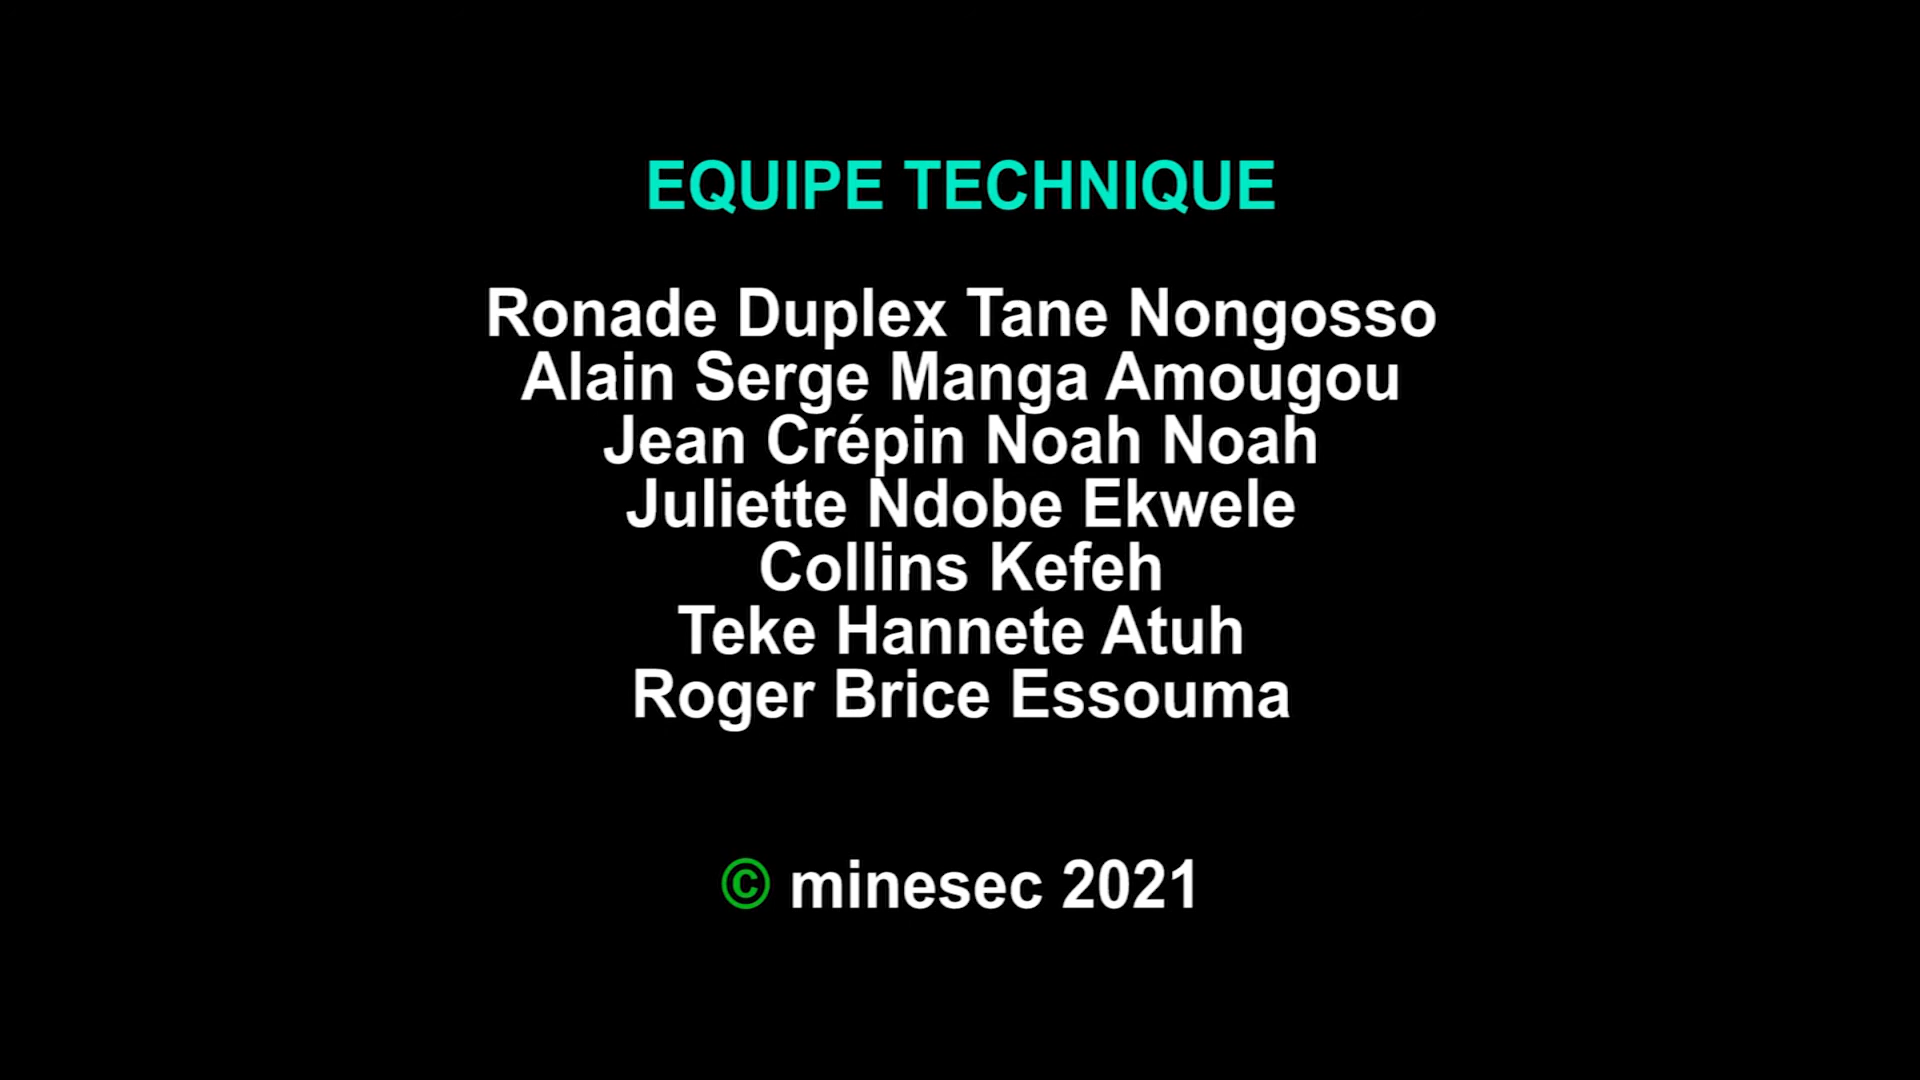 EQUIPE TECHNIQUE
Ronade Duplex Tane Nongosso
Alain Serge Manga Amougou
Jean Crépin Noah Noah
Juliette Ndobe Ekwele
Collins Kefeh
Teke Hannete Atuh
Roger Brice Essouma
© minesec 2021